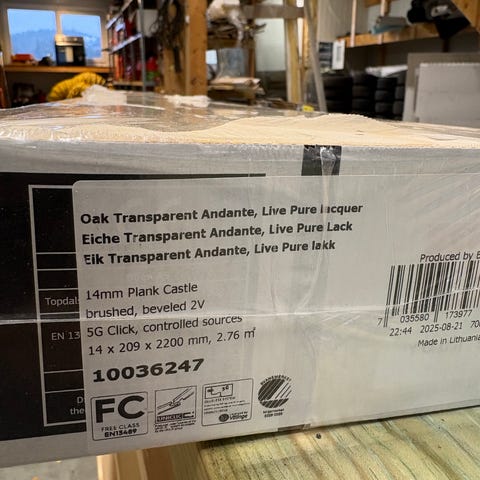 Oak Transparent Andante, Live Pure lacquer
Eiche Transparent Andante, Live Pure Lack
Eik Transparent Andante, Live Pure lakk
14mm Plank Castle
brushed, beveled 2V
5G Click, controlled sources
14 x 209 x 2200 mm, 2.76 m²
10036247
Produced by
7 035580 173977
22:44 2025-08-21
Made in Lithuania
Topdals
EN 13
FC
FREE CLASS
EN13489
UNICLIC
5G